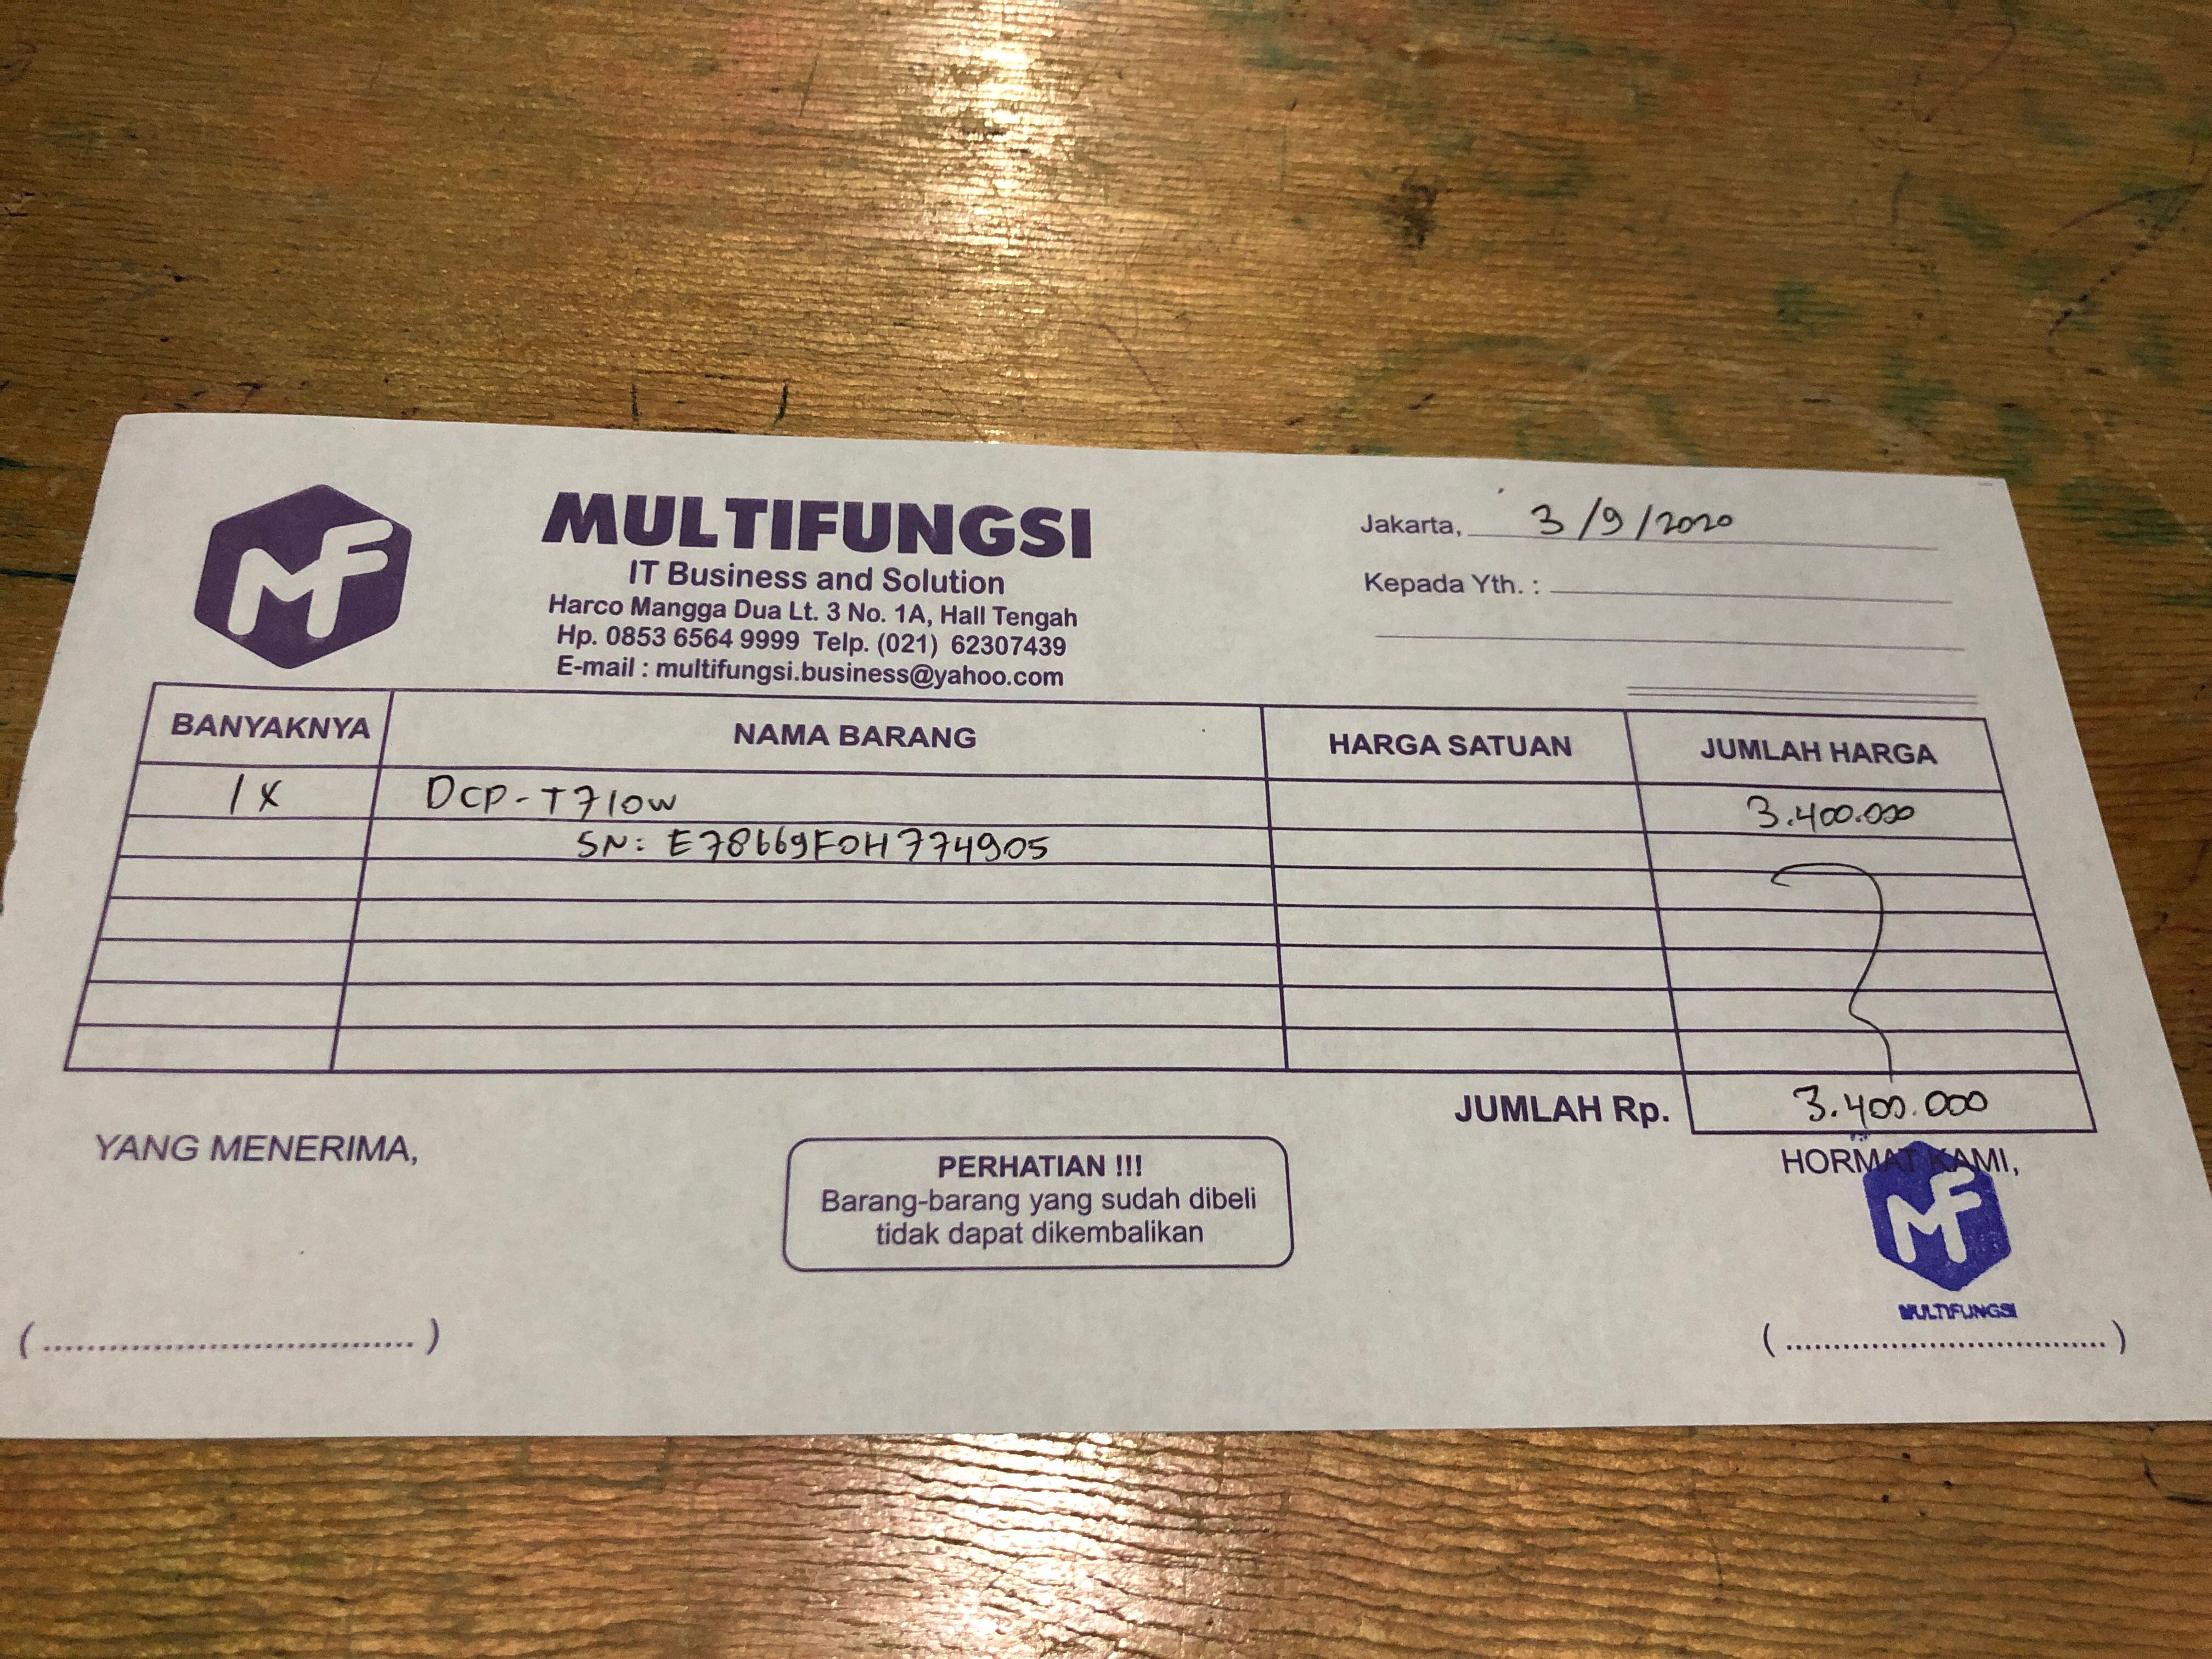 MF
MULTIFUNGSI
IT Business and Solution
Harco Mangga Dua Lt. 3 No. 1A, Hall Tengah
Hp. 0853 6564 9999 Telp. (021) 62307439
E-mail : multifungsi.business@yahoo.com
Jakarta, 3/9/2020
Kepada Yth. :
BANYAKNYA NAMA BARANG HARGA SATUAN JUMLAH HARGA
1X DCP-T710W 3.400.000
SN: E78669F0H774905
JUMLAH Rp. 3.400.000
YANG MENERIMA,
PERHATIAN !!!
Barang-barang yang sudah dibeli
tidak dapat dikembalikan
HORMAT KAMI,
MF
MULTIFUNGSI
(..................................)
(..................................)